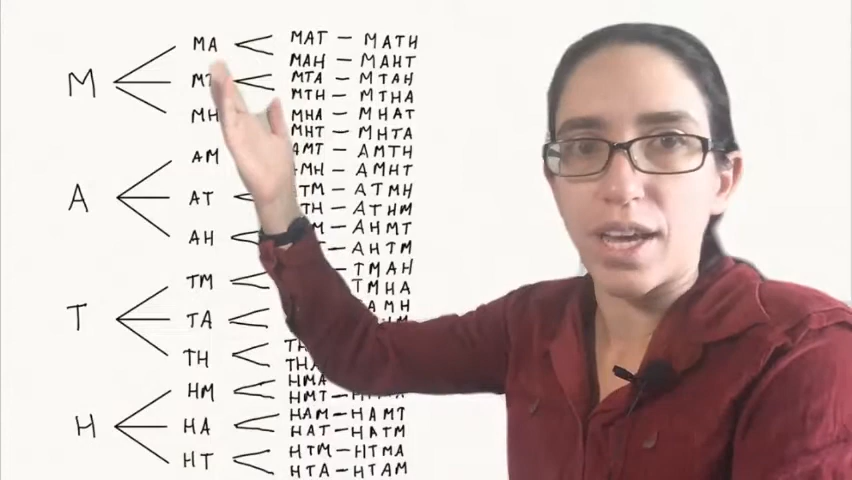 MA MAT — MATH
MAH — MAHT
M MTA — MTAH
MTH — MTHA
MH MHA — MHAT
MHT — MHTA
AM AMT — AMTH
— AMHT
A AT — ATMH
— ATHM
AH — AHMT
— AHTM
TM — TMAH
TMHA
T TA
TH
HMA
HM HMT —
HAM — HAMT
H HA HAT — HATM
HTM — HTMA
HT HTA — HTAM